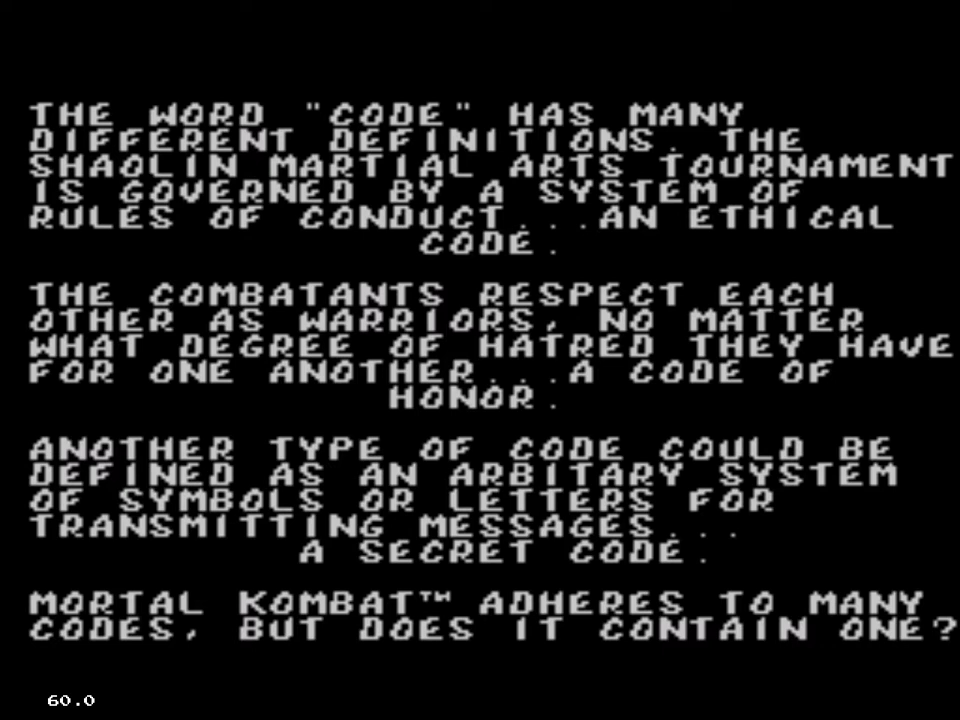 THE WORD "CODE" HAS MANY
DIFFERENT DEFINITIONS. THE
SHAOLIN MARTIAL ARTS TOURNAMENT
IS GOVERNED BY A SYSTEM OF
RULES OF CONDUCT...AN ETHICAL
CODE.
THE COMBATANTS RESPECT EACH
OTHER AS WARRIORS, NO MATTER
WHAT DEGREE OF HATRED THEY HAVE
FOR ONE ANOTHER...A CODE OF
HONOR.
ANOTHER TYPE OF CODE COULD BE
DEFINED AS AN ARBITARY SYSTEM
OF SYMBOLS OR LETTERS FOR
TRANSMITTING MESSAGES...
A SECRET CODE.
MORTAL KOMBAT™ ADHERES TO MANY
CODES, BUT DOES IT CONTAIN ONE?
60.0